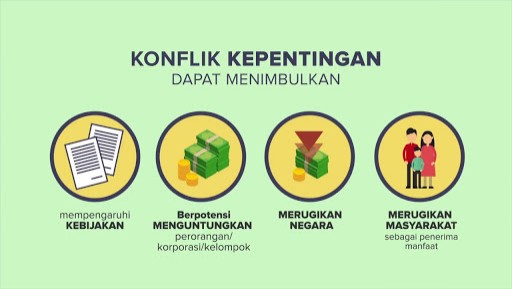 KONFLIK KEPENTINGAN
DAPAT MENIMBULKAN
mempengaruhi
KEBIJAKAN
Berpotensi
MENGUNTUNGKAN
perorangan/
korporasi/kelompok
MERUGIKAN
NEGARA
MERUGIKAN
MASYARAKAT
sebagai penerima
manfaat